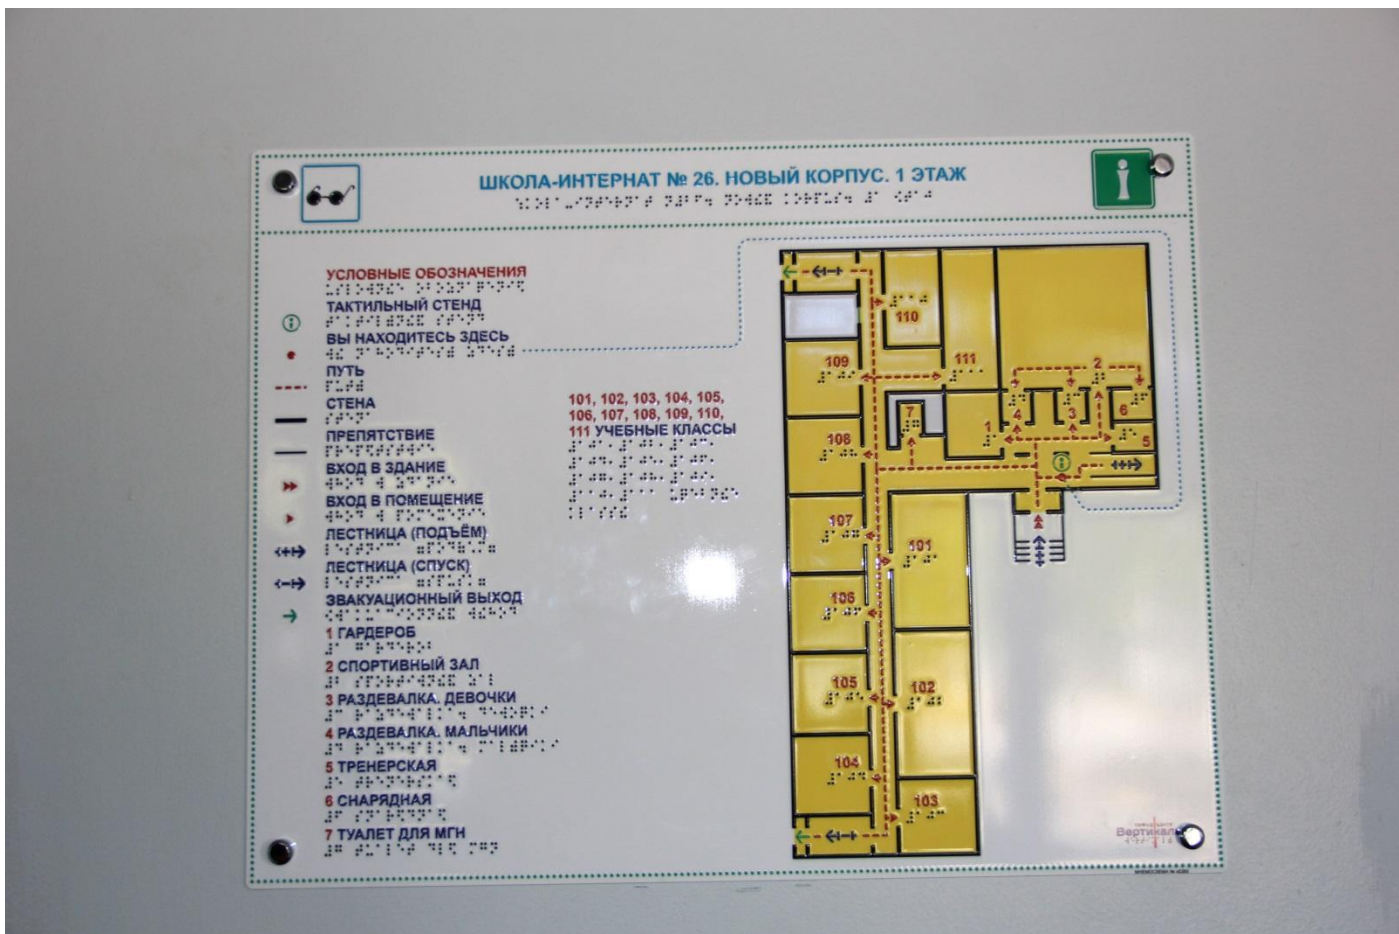 ШКОЛА-ИНТЕРНАТ № 26. НОВЫЙ КОРПУС. 1 ЭТАЖ
УСЛОВНЫЕ ОБОЗНАЧЕНИЯ
ТАКТИЛЬНЫЙ СТЕНД
ВЫ НАХОДИТЕСЬ ЗДЕСЬ
ПУТЬ
СТЕНА
ПРЕПЯТСТВИЕ
ВХОД В ЗДАНИЕ
ВХОД В ПОМЕЩЕНИЕ
ЛЕСТНИЦА (ПОДЪЁМ)
ЛЕСТНИЦА (СПУСК)
ЭВАКУАЦИОННЫЙ ВЫХОД
1 ГАРДЕРОБ
2 СПОРТИВНЫЙ ЗАЛ
3 РАЗДЕВАЛКА. ДЕВОЧКИ
4 РАЗДЕВАЛКА. МАЛЬЧИКИ
5 ТРЕНЕРСКАЯ
6 СНАРЯДНАЯ
7 ТУАЛЕТ ДЛЯ МГН
101, 102, 103, 104, 105,
106, 107, 108, 109, 110,
111 УЧЕБНЫЕ КЛАССЫ
110
109
111
2
7
1
4
3
6
5
108
107
101
106
105
102
104
103
Вертикаль